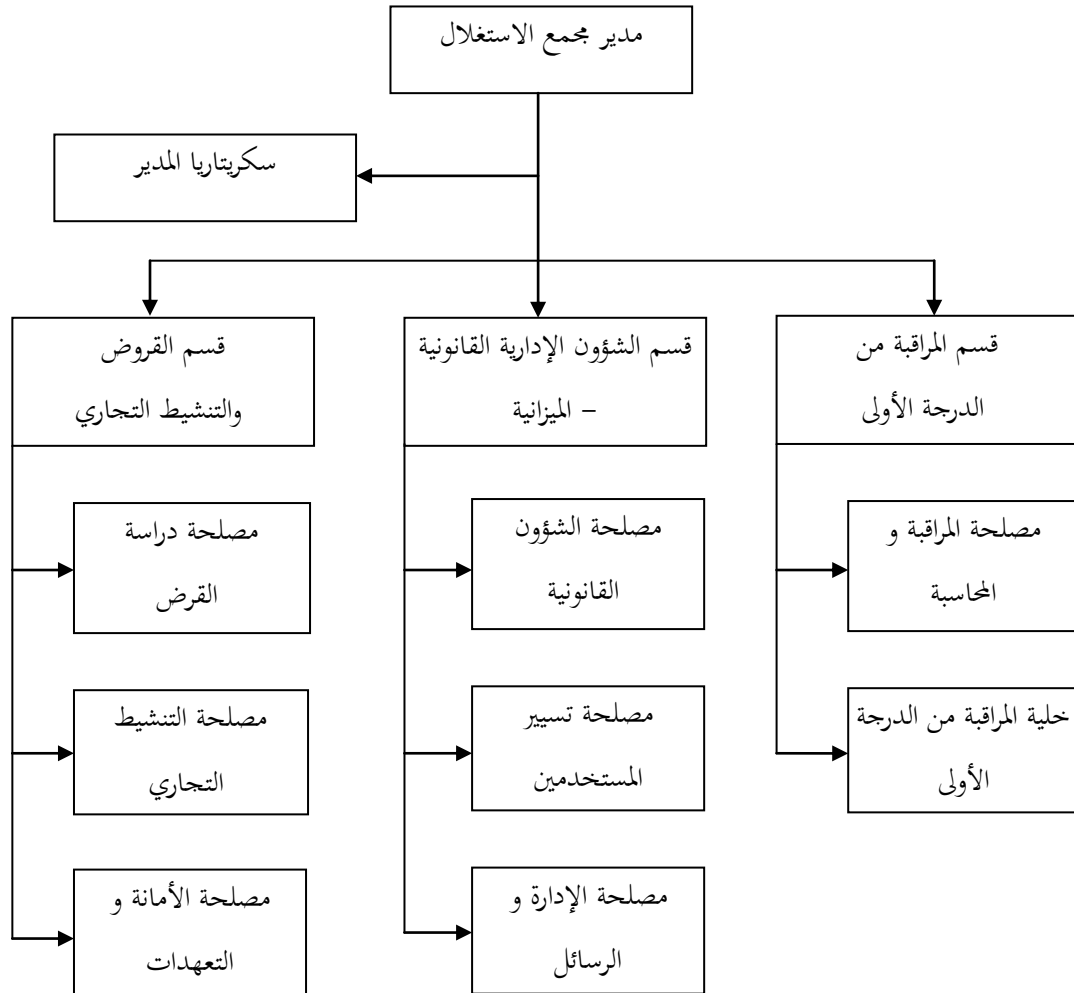 مدير مجمع الاستغلال
سكريتاريا المدير
قسم المراقبة من
الدرجة الأولى
قسم الشؤون الإدارية القانونية
– الميزانية
قسم القروض
والتنشيط التجاري
مصلحة المراقبة و
المحاسبة
مصلحة الشؤون
القانونية
مصلحة دراسة
القرض
خلية المراقبة من الدرجة
الأولى
مصلحة تسيير
المستخدمين
مصلحة التنشيط
التجاري
مصلحة الإدارة و
الرسائل
مصلحة الأمانة و
التعهدات